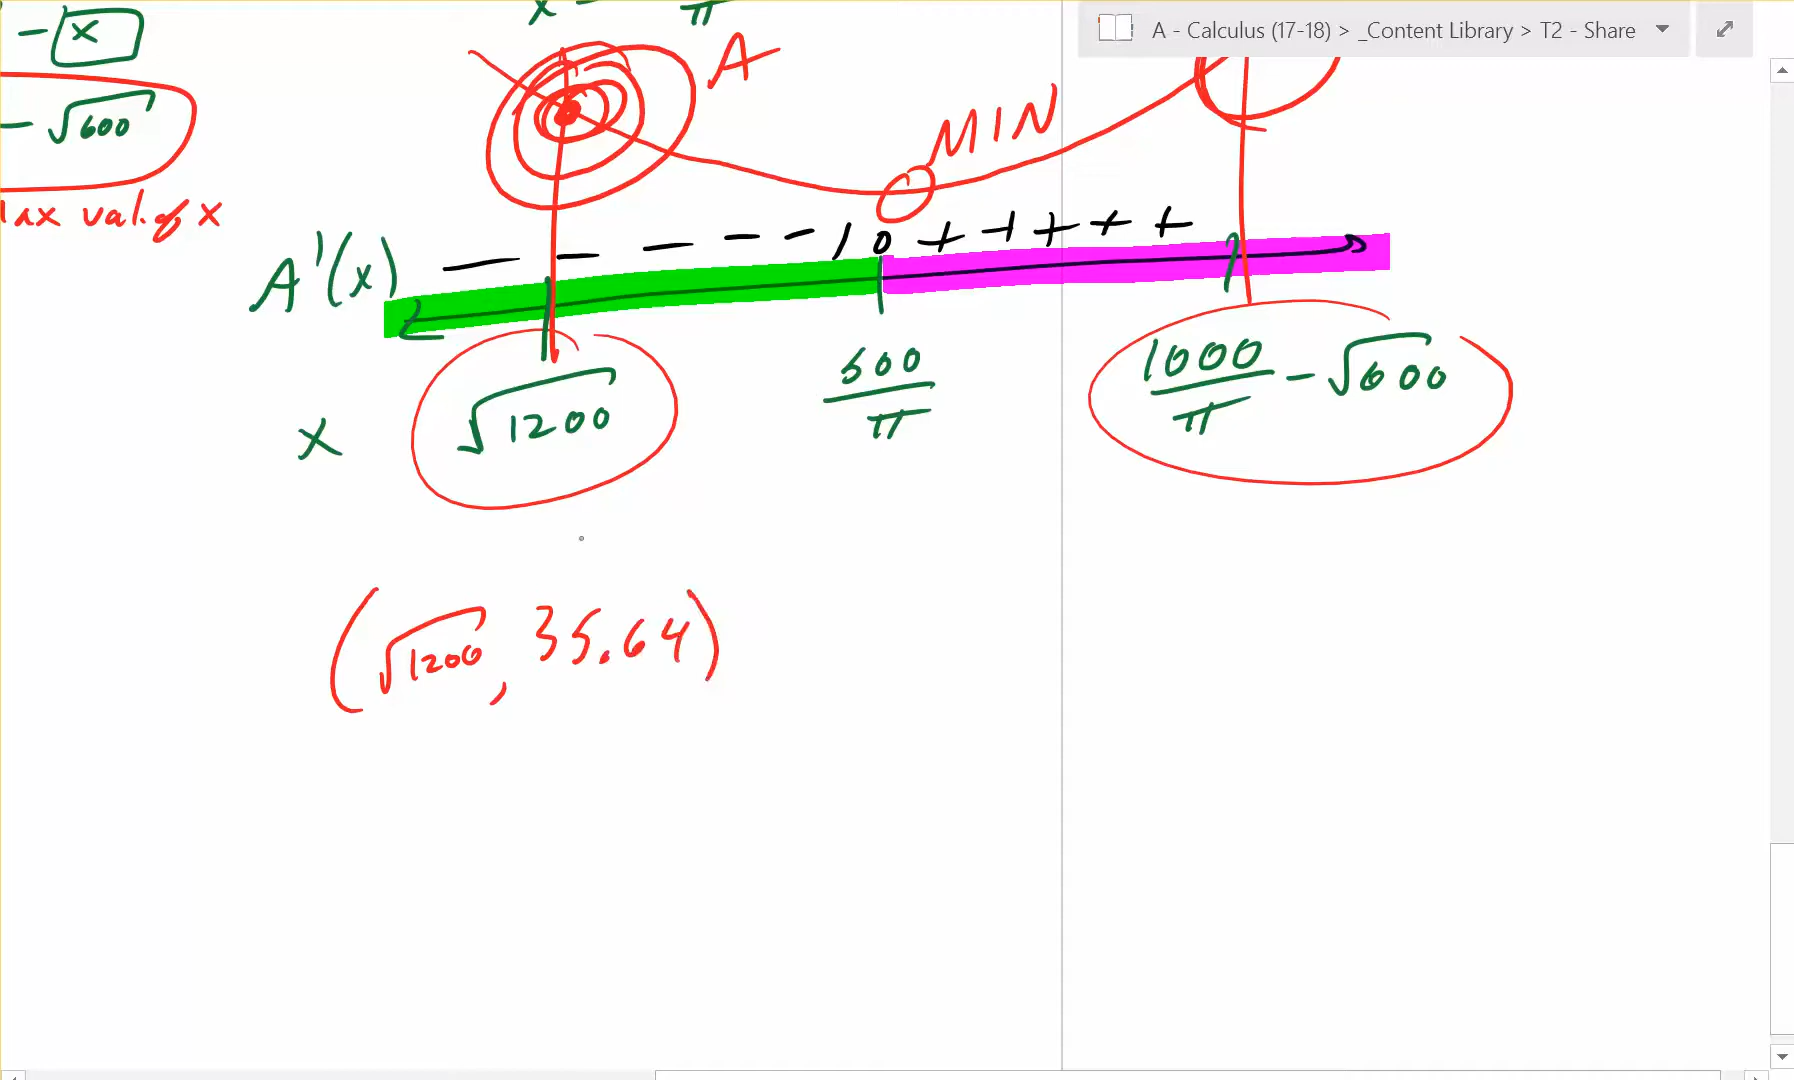 x = π
A - Calculus (17-18) > _Content Library > T2 - Share
- x
- √600
A
MIN
Max val. of x
A'(x) - - - - - 0 + + + + +
x √1200 500/π 1000/π - √600
(√1200, 35.64)